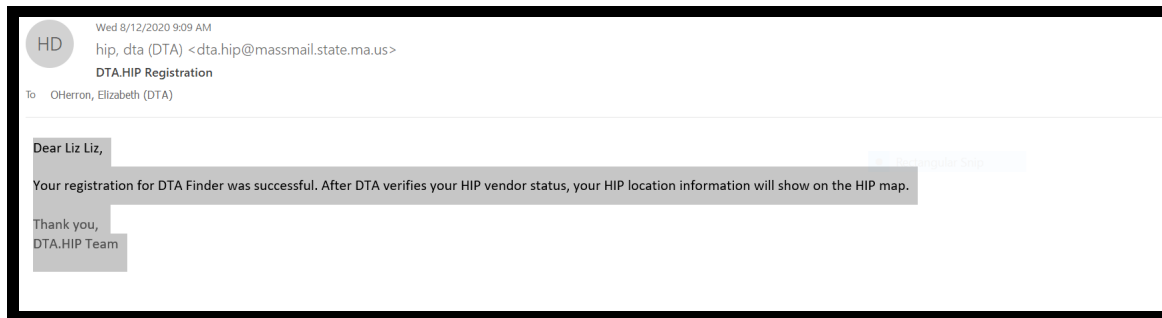 HD
Wed 8/12/2020 9:09 AM
hip, dta (DTA) <dta.hip@massmail.state.ma.us>
DTA.HIP Registration
To OHerron, Elizabeth (DTA)
Dear Liz Liz,
Your registration for DTA Finder was successful. After DTA verifies your HIP vendor status, your HIP location information will show on the HIP map.
Thank you,
DTA.HIP Team
Rectangular Snip